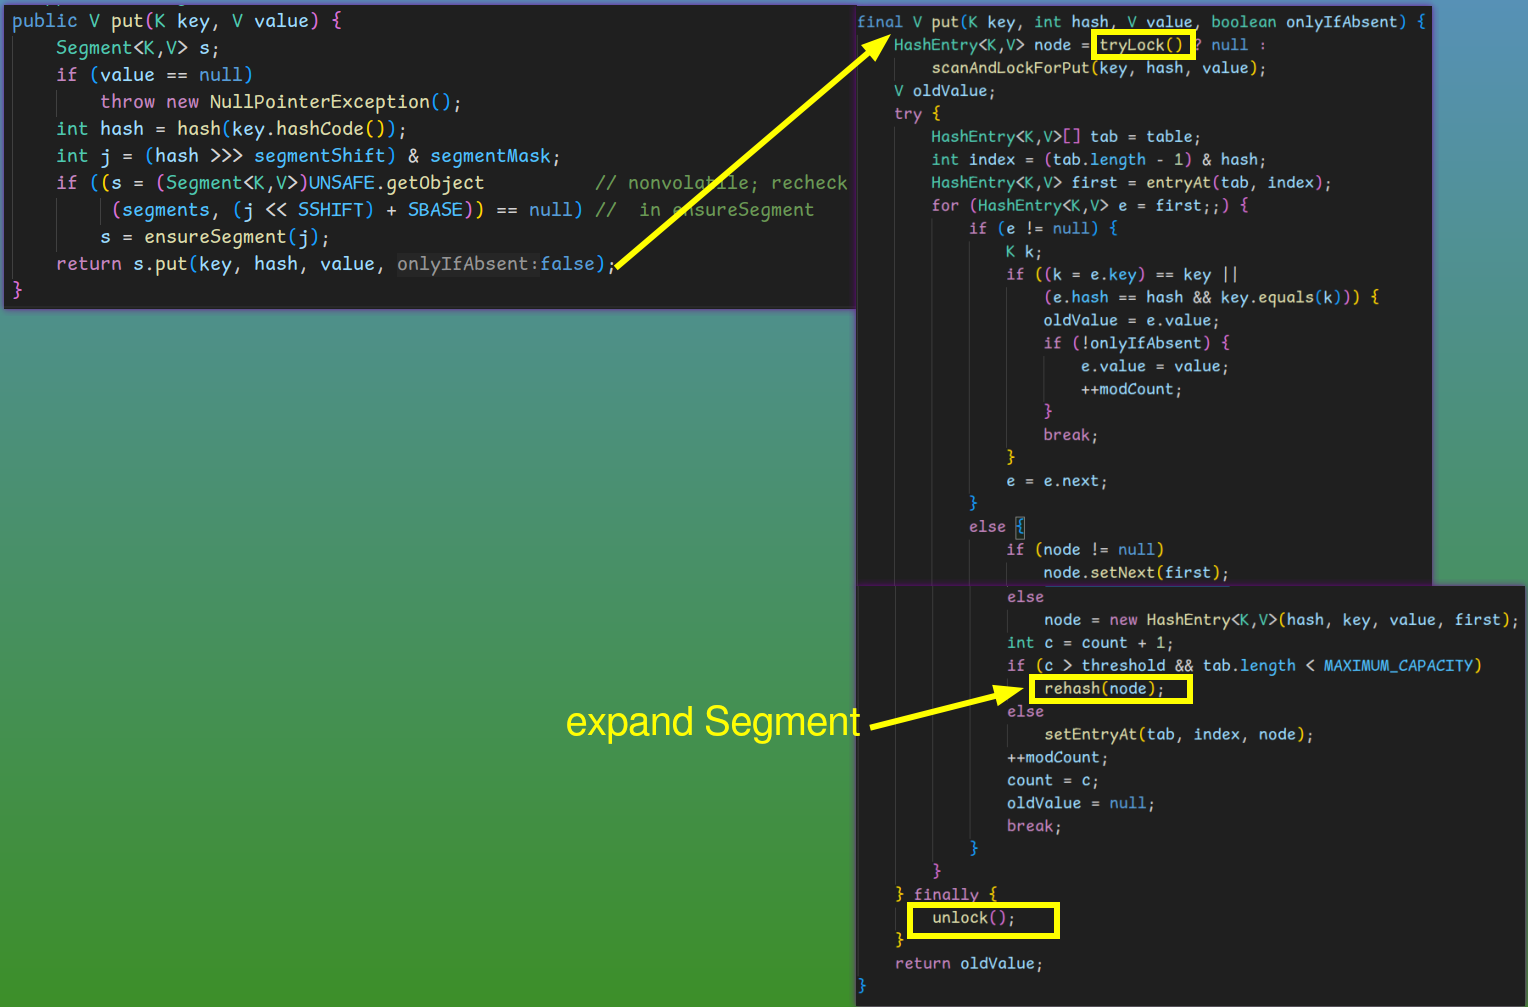 public V put(K key, V value) {
Segment<K,V> s;
if (value == null)
throw new NullPointerException();
int hash = hash(key.hashCode());
int j = (hash >>> segmentShift) & segmentMask;
if ((s = (Segment<K,V>)UNSAFE.getObject // nonvolatile; recheck
(segments, (j << SSHIFT) + SBASE)) == null) // in ensureSegment
s = ensureSegment(j);
return s.put(key, hash, value, onlyIfAbsent:false);
}
final V put(K key, int hash, V value, boolean onlyIfAbsent) {
HashEntry<K,V> node = tryLock() ? null :
scanAndLockForPut(key, hash, value);
V oldValue;
try {
HashEntry<K,V>[] tab = table;
int index = (tab.length - 1) & hash;
HashEntry<K,V> first = entryAt(tab, index);
for (HashEntry<K,V> e = first;;) {
if (e != null) {
K k;
if ((k = e.key) == key ||
(e.hash == hash && key.equals(k))) {
oldValue = e.value;
if (!onlyIfAbsent) {
e.value = value;
++modCount;
}
break;
}
e = e.next;
}
else {
if (node != null)
node.setNext(first);
else
node = new HashEntry<K,V>(hash, key, value, first);
int c = count + 1;
if (c > threshold && tab.length < MAXIMUM_CAPACITY)
rehash(node);
else
setEntryAt(tab, index, node);
++modCount;
count = c;
oldValue = null;
break;
}
}
} finally {
unlock();
}
return oldValue;
}
expand Segment